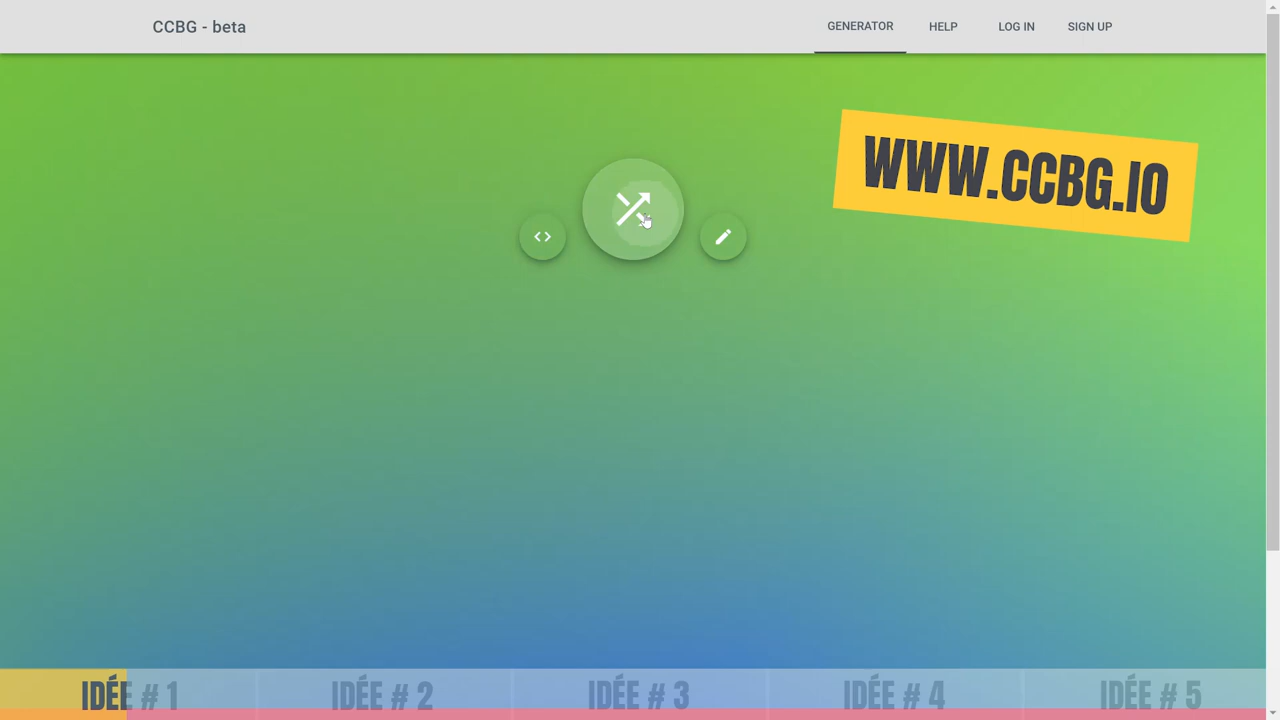 CCBG - beta
GENERATOR
HELP
LOG IN
SIGN UP
WWW.CCBG.IO
IDÉE # 1
IDÉE # 2
IDÉE # 3
IDÉE # 4
IDÉE # 5